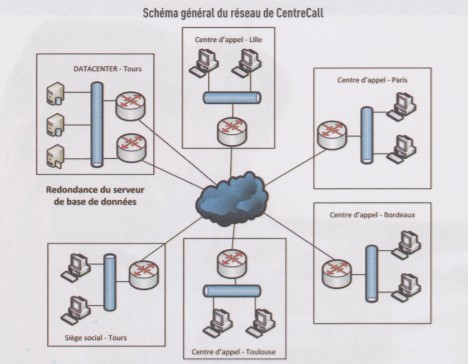 Schéma général du réseau de CentreCall
DATACENTER - Tours
Centre d'appel - Lille
Centre d'appel - Paris
Redondance du serveur
de base de données
Centre d'appel - Bordeaux
Siège social - Tours
Centre d'appel - Toulouse